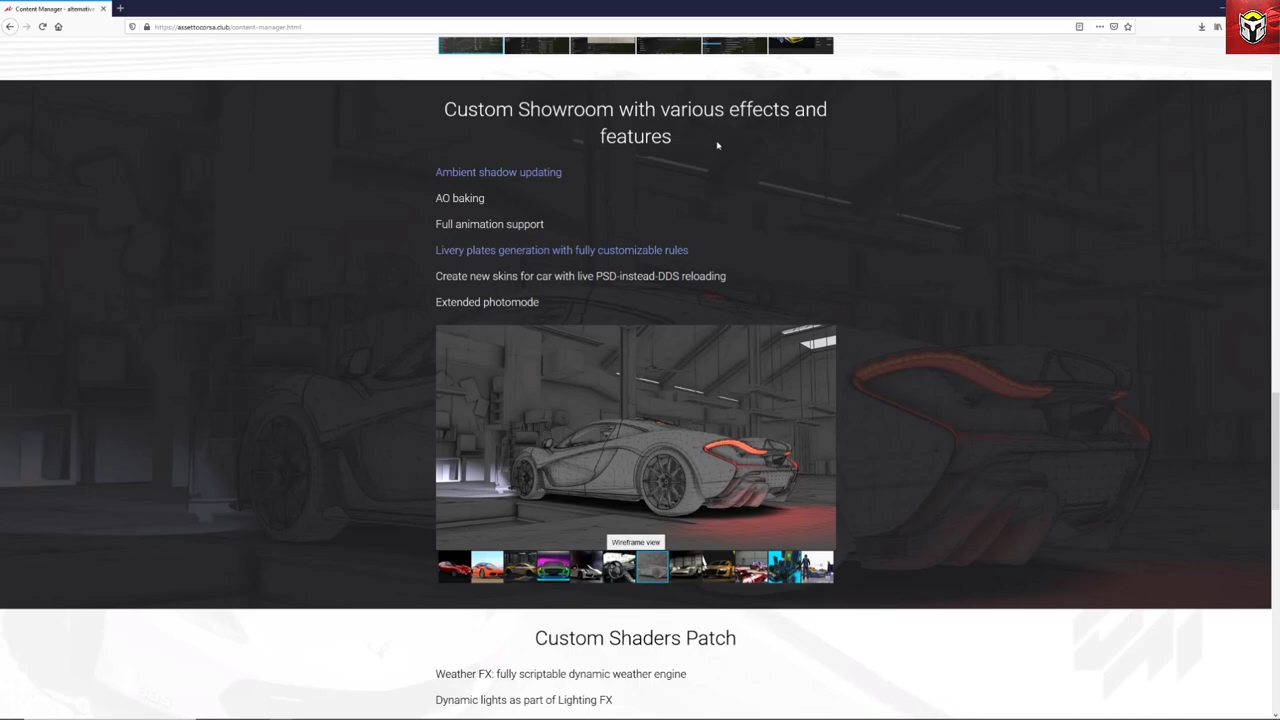 Content Manager - alternative
https://assettocorsa.club/content-manager.html
Custom Showroom with various effects and
features
Ambient shadow updating
AO baking
Full animation support
Livery plates generation with fully customizable rules
Create new skins for car with live PSD-instead-DDS reloading
Extended photomode
Wireframe view
Custom Shaders Patch
Weather FX: fully scriptable dynamic weather engine
Dynamic lights as part of Lighting FX